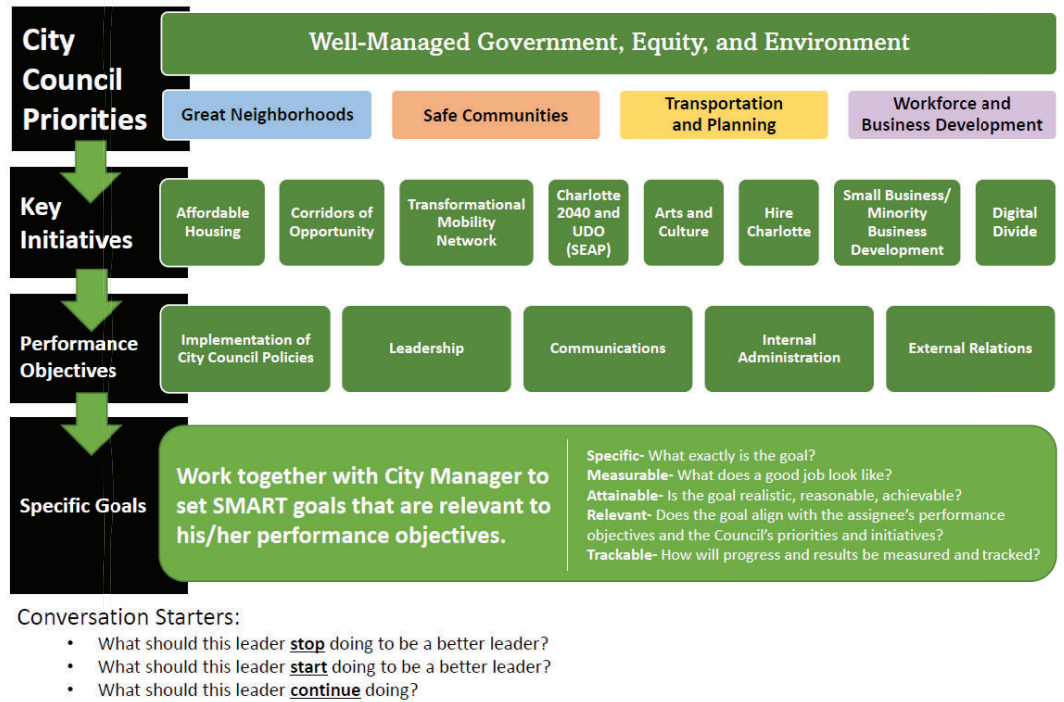 City
Council
Priorities
Well-Managed Government, Equity, and Environment
Great Neighborhoods
Safe Communities
Transportation
and Planning
Workforce and
Business Development
Key
Initiatives
Affordable
Housing
Corridors of
Opportunity
Transformational
Mobility
Network
Charlotte
2040 and
UDO
(SEAP)
Arts and
Culture
Hire
Charlotte
Small Business/
Minority
Business
Development
Digital
Divide
Performance
Objectives
Implementation of
City Council Policies
Leadership
Communications
Internal
Administration
External Relations
Specific Goals
Work together with City Manager to
set SMART goals that are relevant to
his/her performance objectives.
Specific- What exactly is the goal?
Measurable- What does a good job look like?
Attainable- Is the goal realistic, reasonable, achievable?
Relevant- Does the goal align with the assignee's performance
objectives and the Council's priorities and initiatives?
Trackable- How will progress and results be measured and tracked?
Conversation Starters:
• What should this leader stop doing to be a better leader?
• What should this leader start doing to be a better leader?
• What should this leader continue doing?